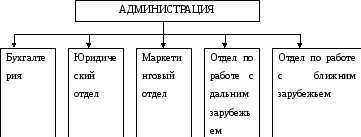 АДМИНИСТРАЦИЯ
Бухгалте
рия
Юридиче
ский
отдел
Маркети
нговый
отдел
Отдел по
работе с
дальним
зарубежь
ем
Отдел по работе
с ближним
зарубежьем